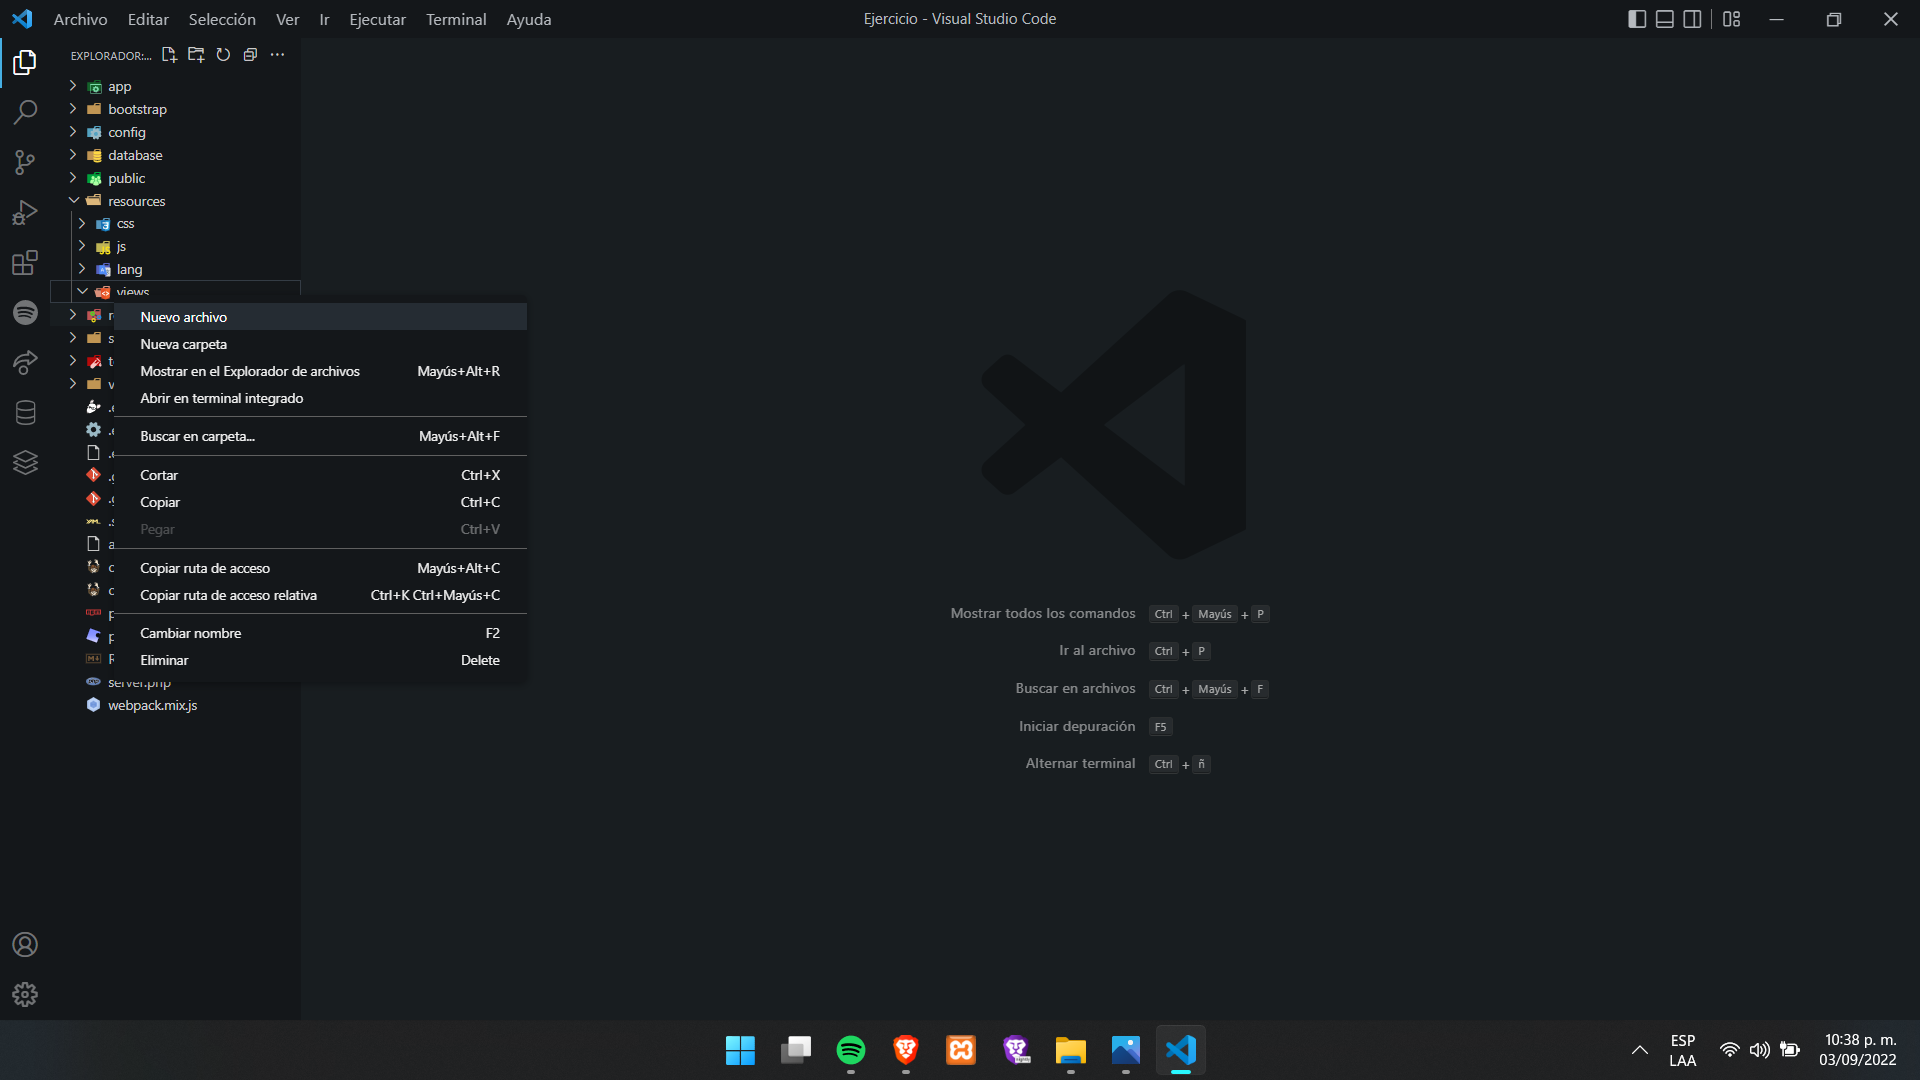 Archivo Editar Selección Ver Ir Ejecutar Terminal Ayuda
Ejercicio - Visual Studio Code
EXPLORADOR:...
app
bootstrap
config
database
public
resources
css
js
lang
views
Nuevo archivo
Nueva carpeta
Mostrar en el Explorador de archivos Mayús+Alt+R
Abrir en terminal integrado
Buscar en carpeta... Mayús+Alt+F
Cortar Ctrl+X
Copiar Ctrl+C
Pegar Ctrl+V
Copiar ruta de acceso Mayús+Alt+C
Copiar ruta de acceso relativa Ctrl+K Ctrl+Mayús+C
Cambiar nombre F2
Eliminar Delete
server.php
webpack.mix.js
Mostrar todos los comandos Ctrl + Mayús + P
Ir al archivo Ctrl + P
Buscar en archivos Ctrl + Mayús + F
Iniciar depuración F5
Alternar terminal Ctrl + ñ
ESP
LAA
10:38 p. m.
03/09/2022